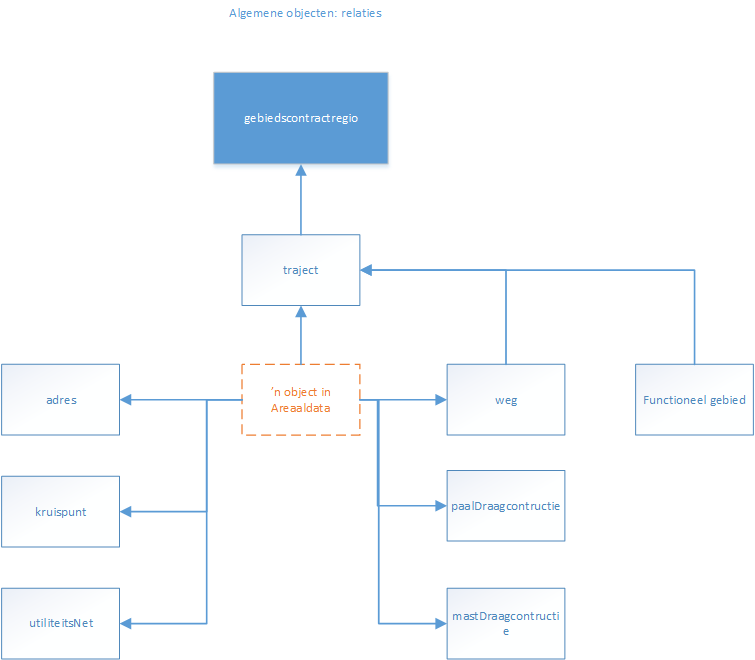 Algemene objecten: relaties
gebiedscontractregio
traject
adres
'n object in
Areaaldata
weg
Functioneel gebied
kruispunt
paalDraagcontructie
utiliteitsNet
mastDraagcontructi
e